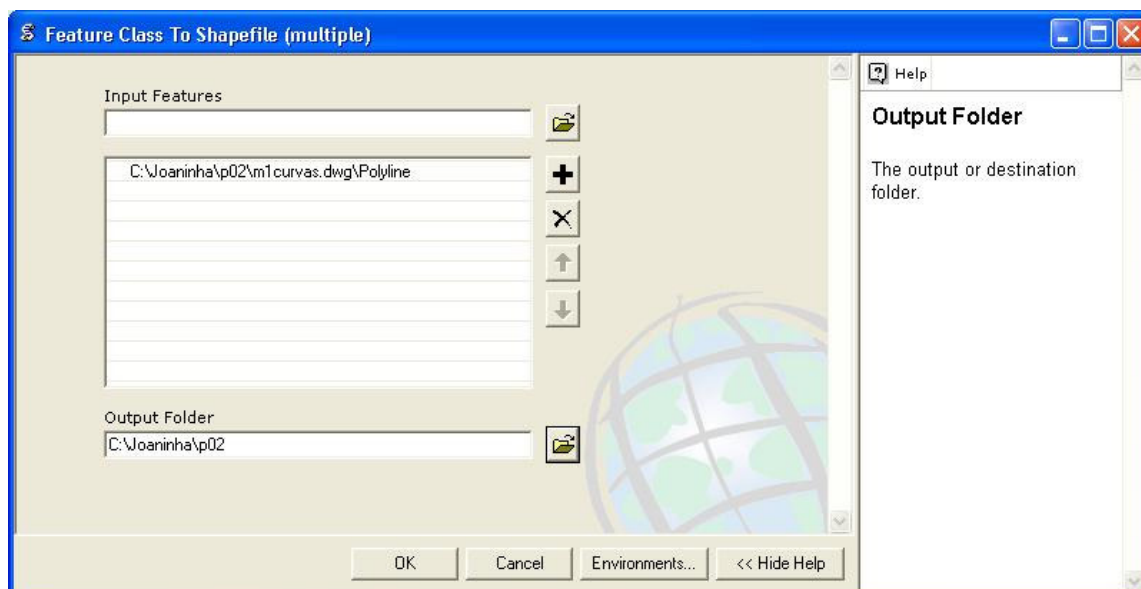 Feature Class To Shapefile (multiple)
Input Features
C:\Joaninha\p02\m1curvas.dwg\Polyline
Output Folder
C:\Joaninha\p02
OK
Cancel
Environments...
<< Hide Help
Help
Output Folder
The output or destination
folder.